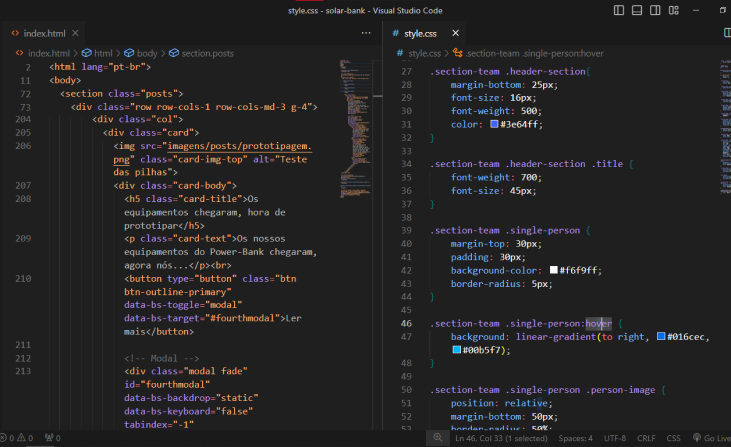 style.css - solar-bank - Visual Studio Code
index.html
index.html > html > body > section.posts
2 <html lang="pt-br">
11 <body>
72 <section class="posts">
73 <div class="row row-cols-1 row-cols-md-3 g-4">
204 <div class="col">
205 <div class="card">
206 <img src="imagens/posts/prototipagem.
png" class="card-img-top" alt="Teste
das pilhas">
207 <div class="card-body">
208 <h5 class="card-title">Os
equipamentos chegaram, hora de
prototipar</h5>
209 <p class="card-text">Os nossos
equipamentos do Power-Bank chegaram,
agora nós...</p><br>
210 <button type="button" class="btn
btn-outline-primary"
data-bs-toggle="modal"
data-bs-target="#fourthmodal">Ler
mais</button>
211
212 <!-- Modal -->
213 <div class="modal fade"
id="fourthmodal"
data-bs-backdrop="static"
data-bs-keyboard="false"
tabindex="-1"
# style.css
# style.css > .section-team .single-person:hover
27 .section-team .header-section{
28 margin-bottom: 25px;
29 font-size: 16px;
30 font-weight: 500;
31 color: #3e64ff;
32 }
33
34 .section-team .header-section .title {
35 font-weight: 700;
36 font-size: 45px;
37 }
38
39 .section-team .single-person {
40 margin-top: 30px;
41 padding: 30px;
42 background-color: #f6f9ff;
43 border-radius: 5px;
44 }
45
46 .section-team .single-person:hover {
47 background: linear-gradient(to right, #016cec,
#00b5f7);
48 }
49
50 .section-team .single-person .person-image {
51 position: relative;
52 margin-bottom: 50px;
53 border-radius: 50%;
0 0 0
Ln 46, Col 33 (1 selected) Spaces: 4 UTF-8 CRLF CSS Go Live